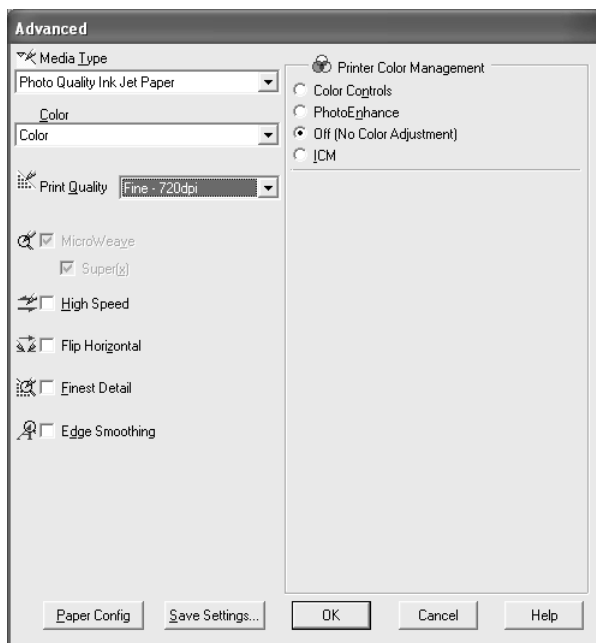 Advanced
Media Type
Photo Quality Ink Jet Paper
Color
Color
Print Quality
Fine - 720dpi
MicroWeave
Super(x)
High Speed
Flip Horizontal
Finest Detail
Edge Smoothing
Printer Color Management
Color Controls
PhotoEnhance
Off (No Color Adjustment)
ICM
Paper Config
Save Settings...
OK
Cancel
Help